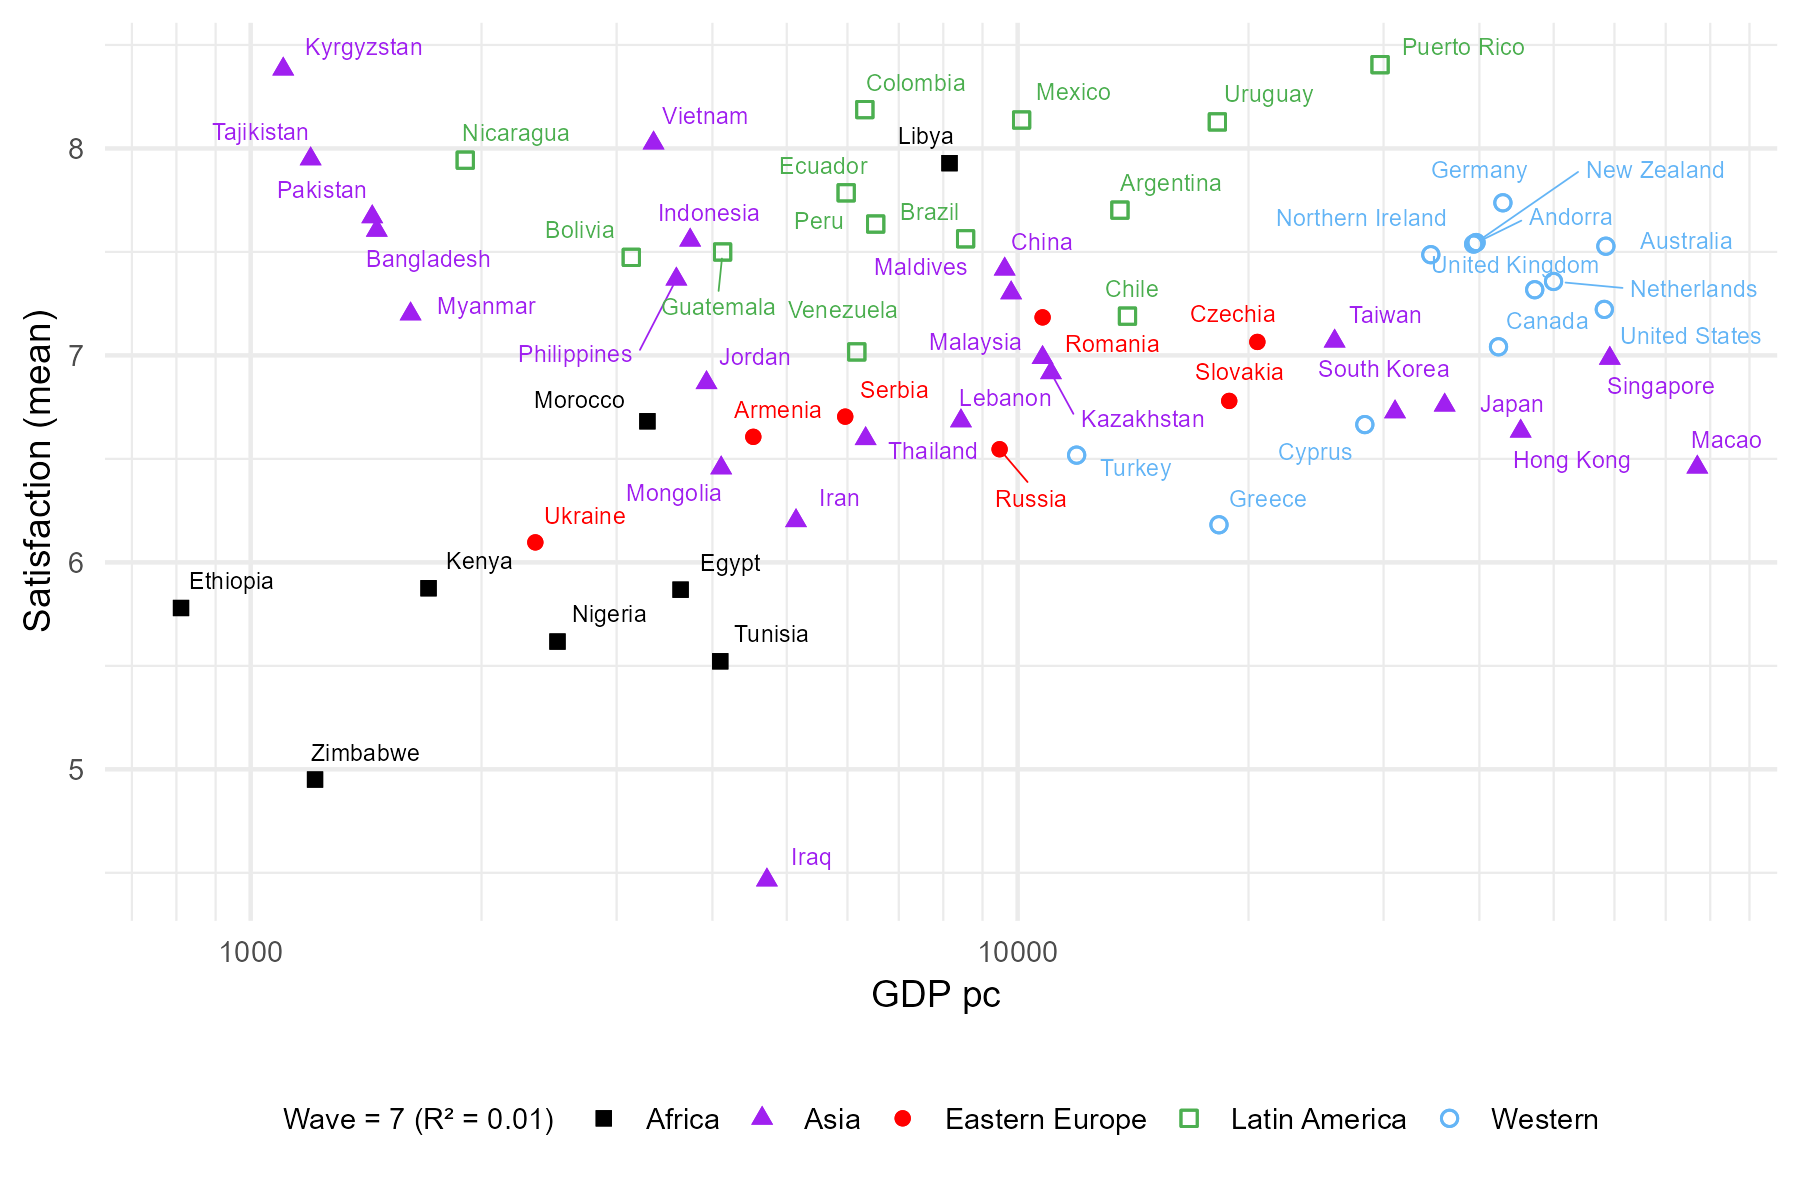 Kyrgyzstan
Puerto Rico
Colombia
Mexico
Uruguay
Vietnam
Tajikistan
Nicaragua
Libya
8
Ecuador
Germany
New Zealand
Pakistan
Argentina
Indonesia
Peru
Brazil
Northern Ireland
Andorra
Bolivia
China
Australia
Bangladesh
Maldives
United Kingdom
Guatemala
Chile
Netherlands
Myanmar
Venezuela
Czechia
Taiwan
Canada
Philippines
7
Jordan
Malaysia
Romania
United States
Slovakia
South Korea
Singapore
Morocco
Armenia
Serbia
Lebanon
Kazakhstan
Japan
Thailand
Turkey
Cyprus
Hong Kong
Macao
Mongolia
Iran
Russia
Greece
Ukraine
6
Ethiopia
Kenya
Egypt
Nigeria
Tunisia
Zimbabwe
5
Iraq
Satisfaction (mean)
1000
10000
GDP pc
Wave = 7 (R² = 0.01) Africa Asia Eastern Europe Latin America Western